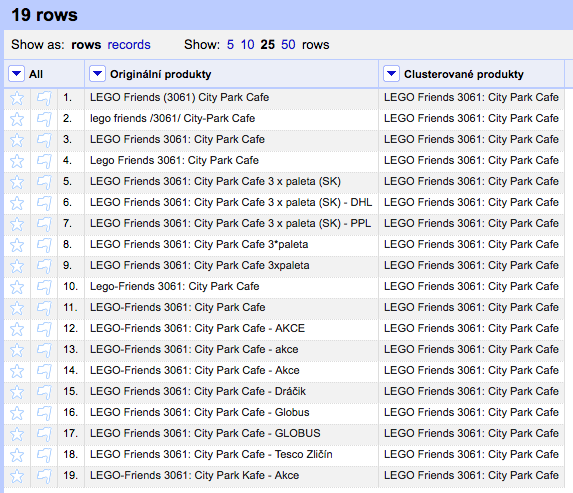 19 rows
Show as: rows records Show: 5 10 25 50 rows
All Originální produkty Clusterované produkty
1. LEGO Friends (3061) City Park Cafe LEGO Friends 3061: City Park Cafe
2. lego friends /3061/ City-Park Cafe LEGO Friends 3061: City Park Cafe
3. LEGO Friends 3061: City Park Cafe LEGO Friends 3061: City Park Cafe
4. Lego Friends 3061: City Park Cafe LEGO Friends 3061: City Park Cafe
5. LEGO Friends 3061: City Park Cafe 3 x paleta (SK) LEGO Friends 3061: City Park Cafe
6. LEGO Friends 3061: City Park Cafe 3 x paleta (SK) - DHL LEGO Friends 3061: City Park Cafe
7. LEGO Friends 3061: City Park Cafe 3 x paleta (SK) - PPL LEGO Friends 3061: City Park Cafe
8. LEGO Friends 3061: City Park Cafe 3*paleta LEGO Friends 3061: City Park Cafe
9. LEGO Friends 3061: City Park Cafe 3xpaleta LEGO Friends 3061: City Park Cafe
10. Lego-Friends 3061: City Park Cafe LEGO Friends 3061: City Park Cafe
11. LEGO-Friends 3061: City Park Cafe LEGO Friends 3061: City Park Cafe
12. LEGO-Friends 3061: City Park Cafe - AKCE LEGO Friends 3061: City Park Cafe
13. LEGO-Friends 3061: City Park Cafe - akce LEGO Friends 3061: City Park Cafe
14. LEGO-Friends 3061: City Park Cafe - Akce LEGO Friends 3061: City Park Cafe
15. LEGO-Friends 3061: City Park Cafe - Dráčik LEGO Friends 3061: City Park Cafe
16. LEGO-Friends 3061: City Park Cafe - Globus LEGO Friends 3061: City Park Cafe
17. LEGO-Friends 3061: City Park Cafe - GLOBUS LEGO Friends 3061: City Park Cafe
18. LEGO-Friends 3061: City Park Cafe - Tesco Zličín LEGO Friends 3061: City Park Cafe
19. LEGO-Friends 3061: City Park Kafe - Akce LEGO Friends 3061: City Park Cafe